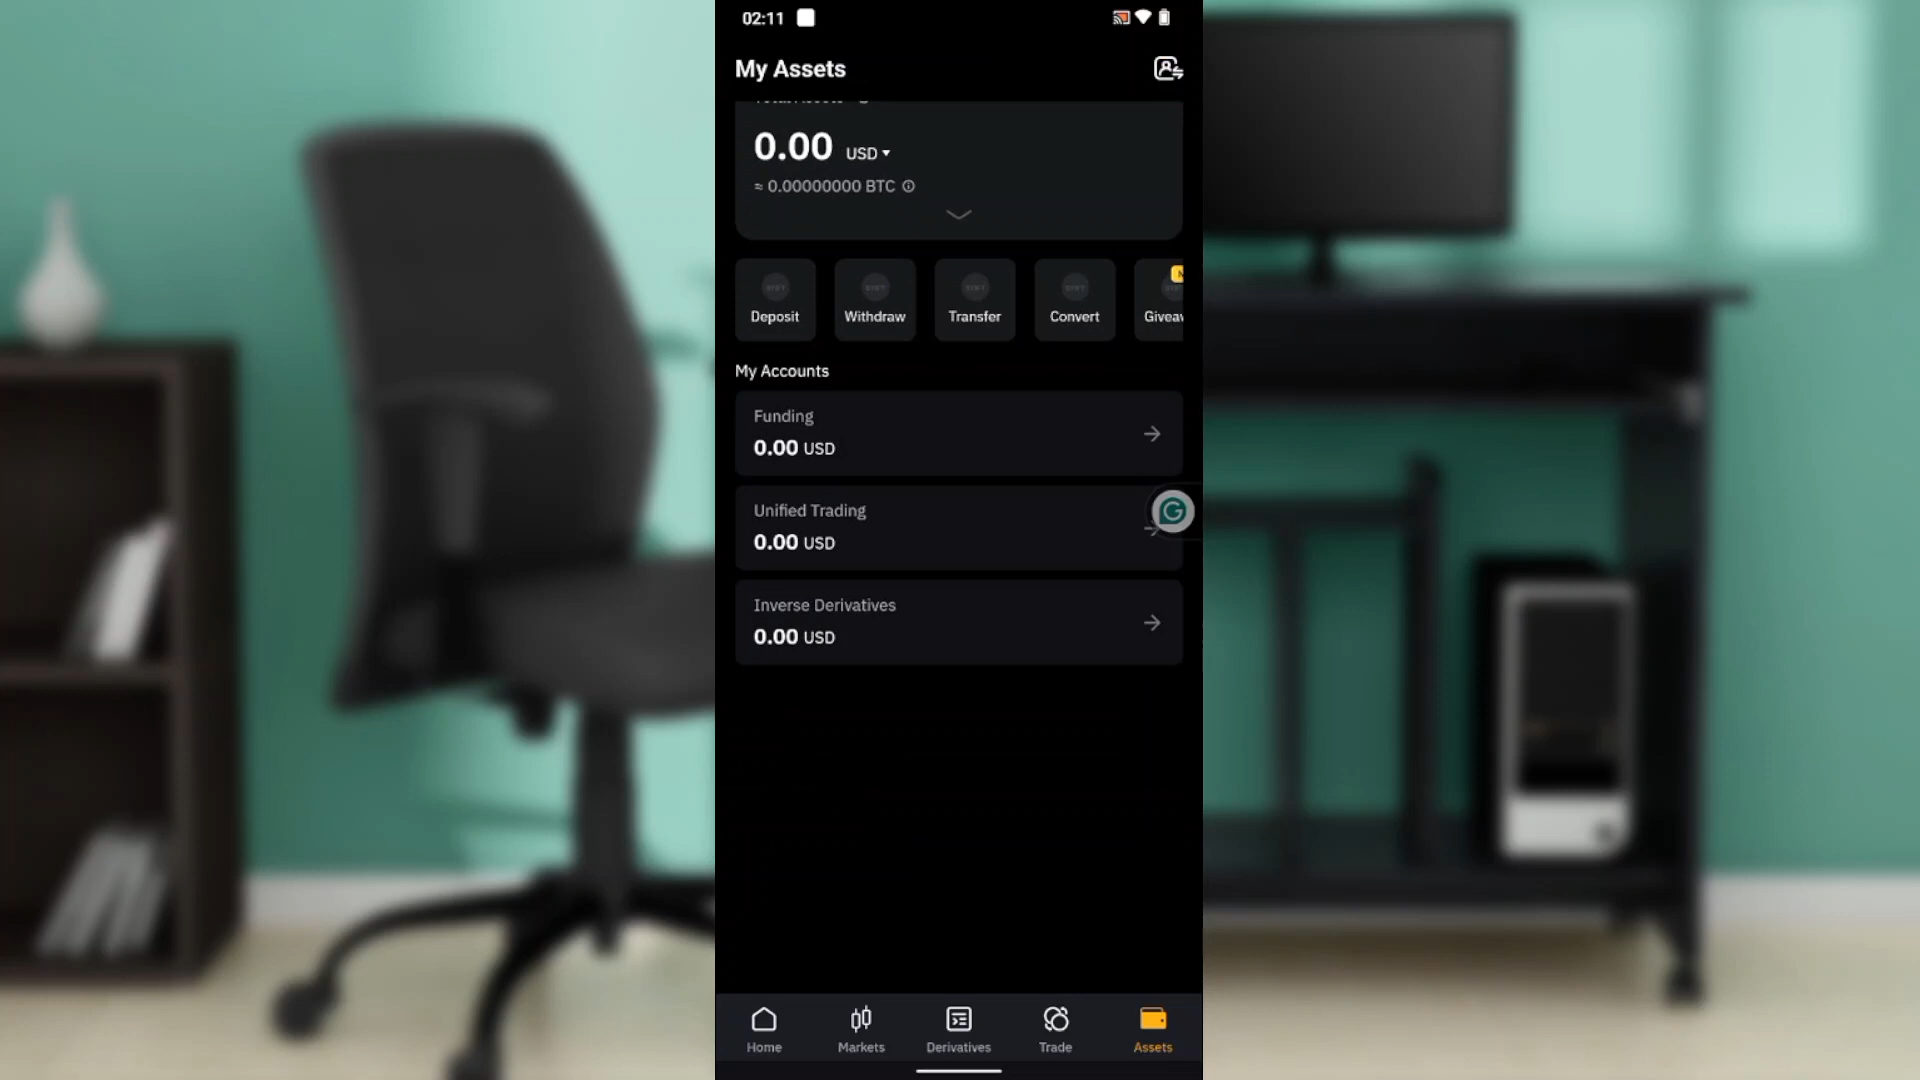 02:11
My Assets
0.00 USD
≈ 0.00000000 BTC
Deposit
Withdraw
Transfer
Convert
My Accounts
Funding
0.00 USD
Unified Trading
0.00 USD
Inverse Derivatives
0.00 USD
Home
Markets
Derivatives
Trade
Assets